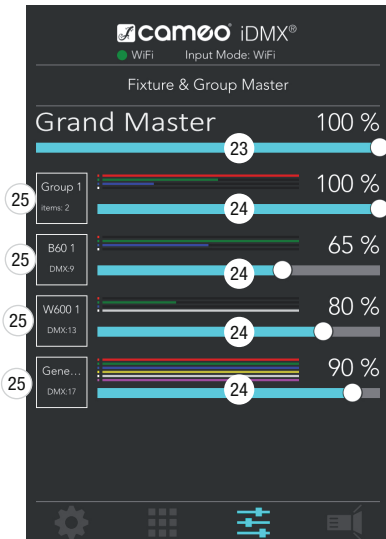 cameo iDMX®
WiFi Input Mode: WiFi
Fixture & Group Master
Grand Master 100 %
23
25 Group 1 100 %
items: 2 24
25 B60 1 65 %
DMX:9 24
25 W600 1 80 %
DMX:13 24
25 Gene... 90 %
DMX:17 24